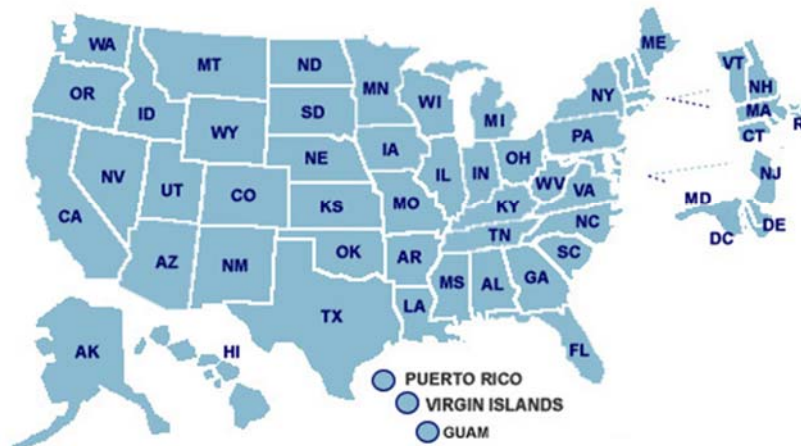 WA
MT
ND
MN
ME
VT
NH
OR
ID
WY
SD
WI
MI
NY
MA
CT
R
NV
UT
CO
NE
IA
IL
IN
OH
PA
NJ
CA
KS
MO
KY
WV
VA
MD
DE
DC
AZ
NM
OK
AR
TN
NC
SC
TX
LA
MS
AL
GA
FL
AK
HI
PUERTO RICO
VIRGIN ISLANDS
GUAM